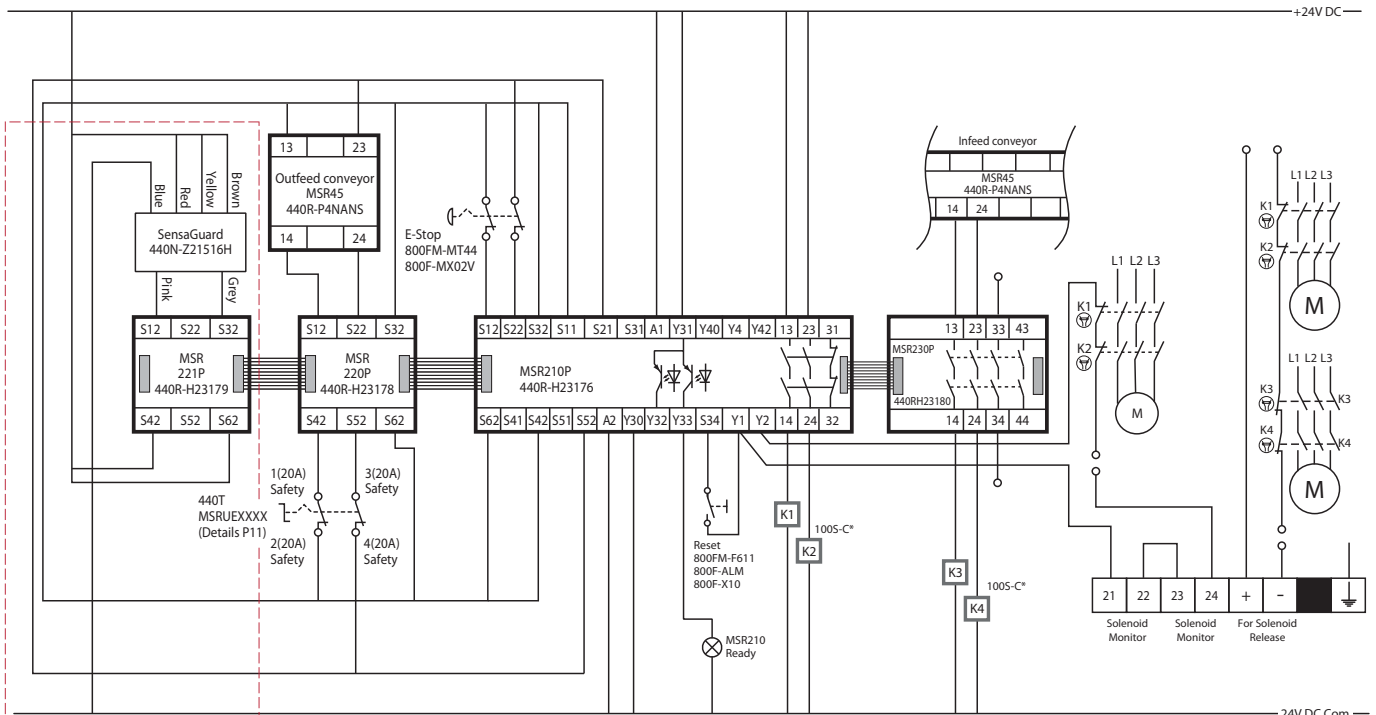 +24V DC
Blue
Red
Yellow
Brown
SensaGuard
440N-Z21516H
Pink
Grey
13 23
Outfeed conveyor
MSR45
440R-P4NANS
14 24
E-Stop
800FM-MT44
800F-MX02V
Infeed conveyor
MSR45
440R-P4NANS
14 24
S12 S22 S32
MSR
221P
440R-H23179
S42 S52 S62
S12 S22 S32
MSR
220P
440R-H23178
S42 S52 S62
S12 S22 S32 S11 S21 S31 A1 Y31 Y40 Y4 Y42 13 23 31
MSR210P
440R-H23176
S62 S41 S42 S51 S52 A2 Y30 Y32 Y33 S34 Y1 Y2 14 24 32
13 23 33 43
MSR230P
440RH23180
14 24 34 44
1(20A)
Safety
3(20A)
Safety
440T
MSRUEXXXX
(Details P11)
2(20A)
Safety
4(20A)
Safety
Reset
800FM-F611
800F-ALM
800F-X10
MSR210
Ready
K1
100S-C*
K2
K3
100S-C*
K4
L1 L2 L3
K1
K2
M
L1 L2 L3
K1
K2
M
L1 L2 L3
K3 K3
K4 K4
M
21 22 23 24 + -
Solenoid
Monitor
Solenoid
Monitor
For Solenoid
Release
24V DC Com